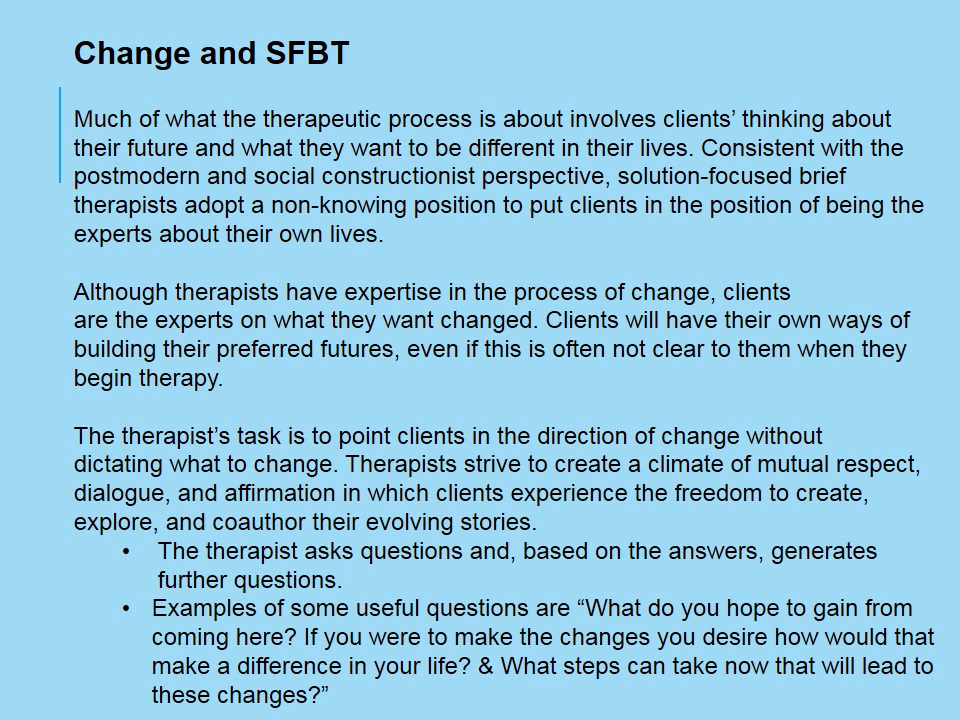 Change and SFBT
Much of what the therapeutic process is about involves clients’ thinking about
their future and what they want to be different in their lives. Consistent with the
postmodern and social constructionist perspective, solution-focused brief
therapists adopt a non-knowing position to put clients in the position of being the
experts about their own lives.
Although therapists have expertise in the process of change, clients
are the experts on what they want changed. Clients will have their own ways of
building their preferred futures, even if this is often not clear to them when they
begin therapy.
The therapist’s task is to point clients in the direction of change without
dictating what to change. Therapists strive to create a climate of mutual respect,
dialogue, and affirmation in which clients experience the freedom to create,
explore, and coauthor their evolving stories.
• The therapist asks questions and, based on the answers, generates
further questions.
• Examples of some useful questions are “What do you hope to gain from
coming here? If you were to make the changes you desire how would that
make a difference in your life? & What steps can take now that will lead to
these changes?”